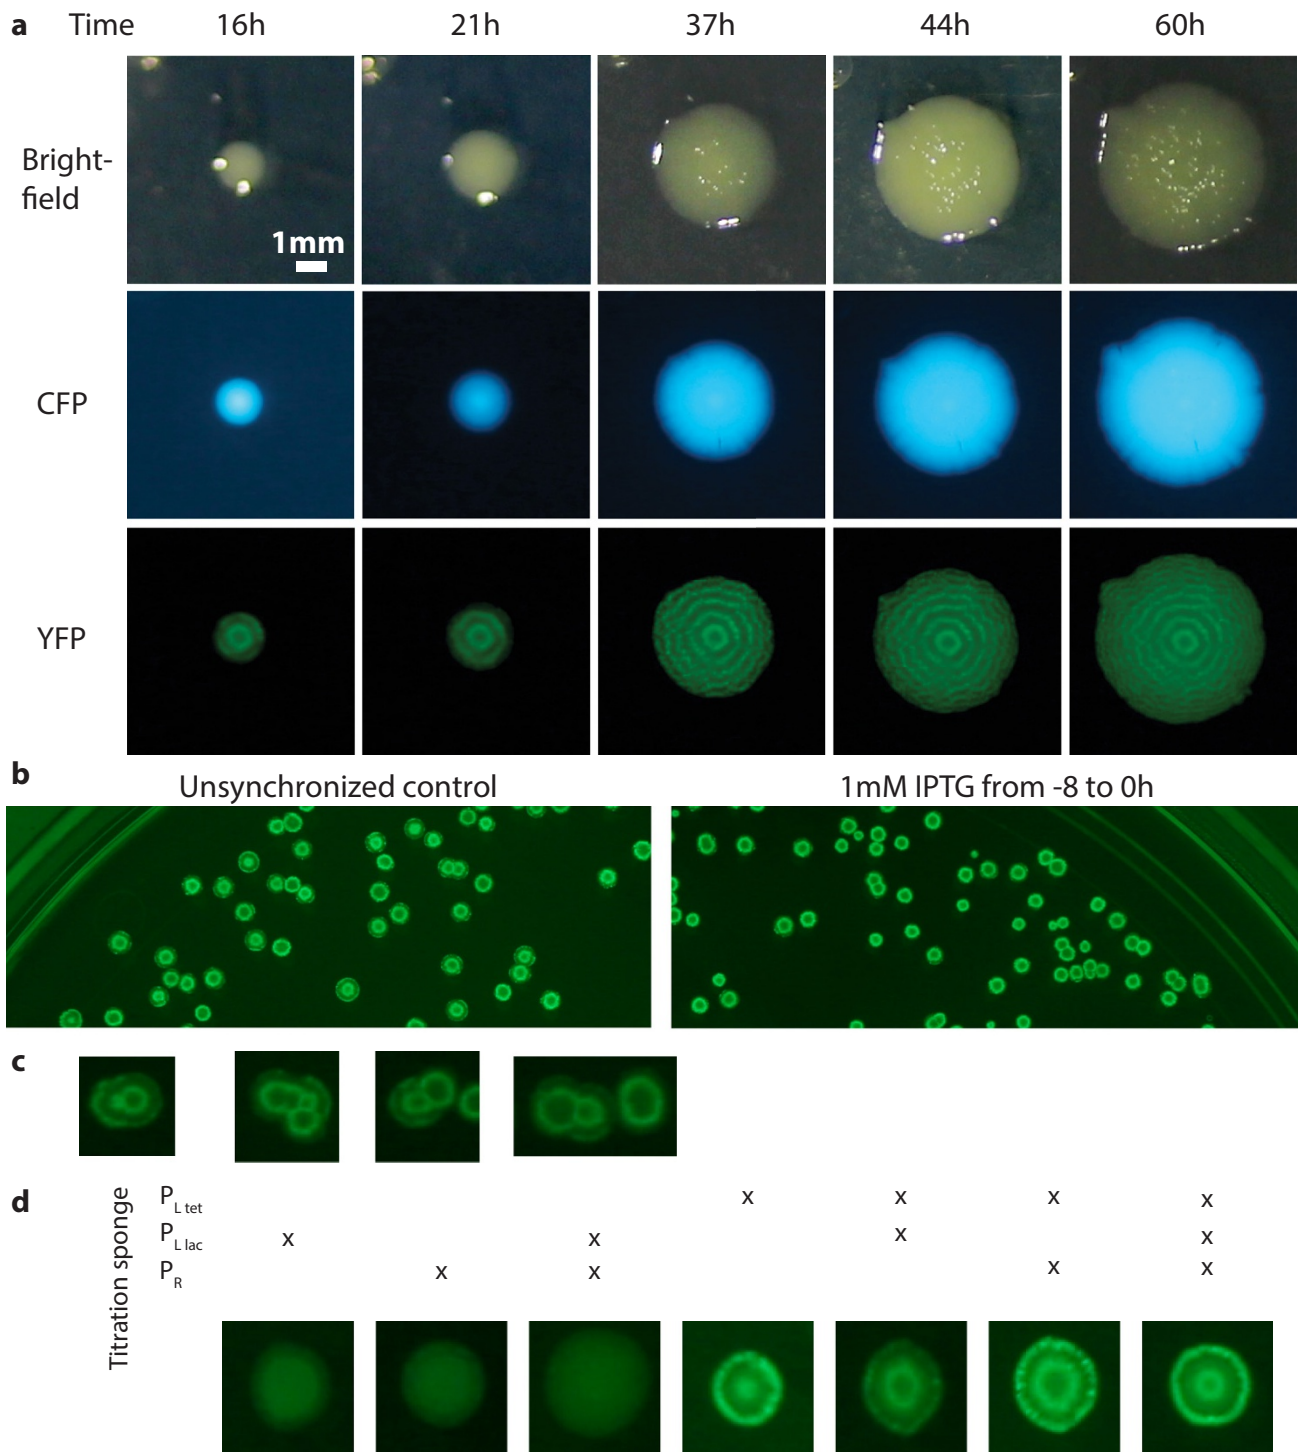 a Time 16h 21h 37h 44h 60h
Bright-
field
1mm
CFP
YFP
b Unsynchronized control 1mM IPTG from -8 to 0h
c
d Titration sponge
P L tet x x x x
P L lac x x x x
P R x x x x